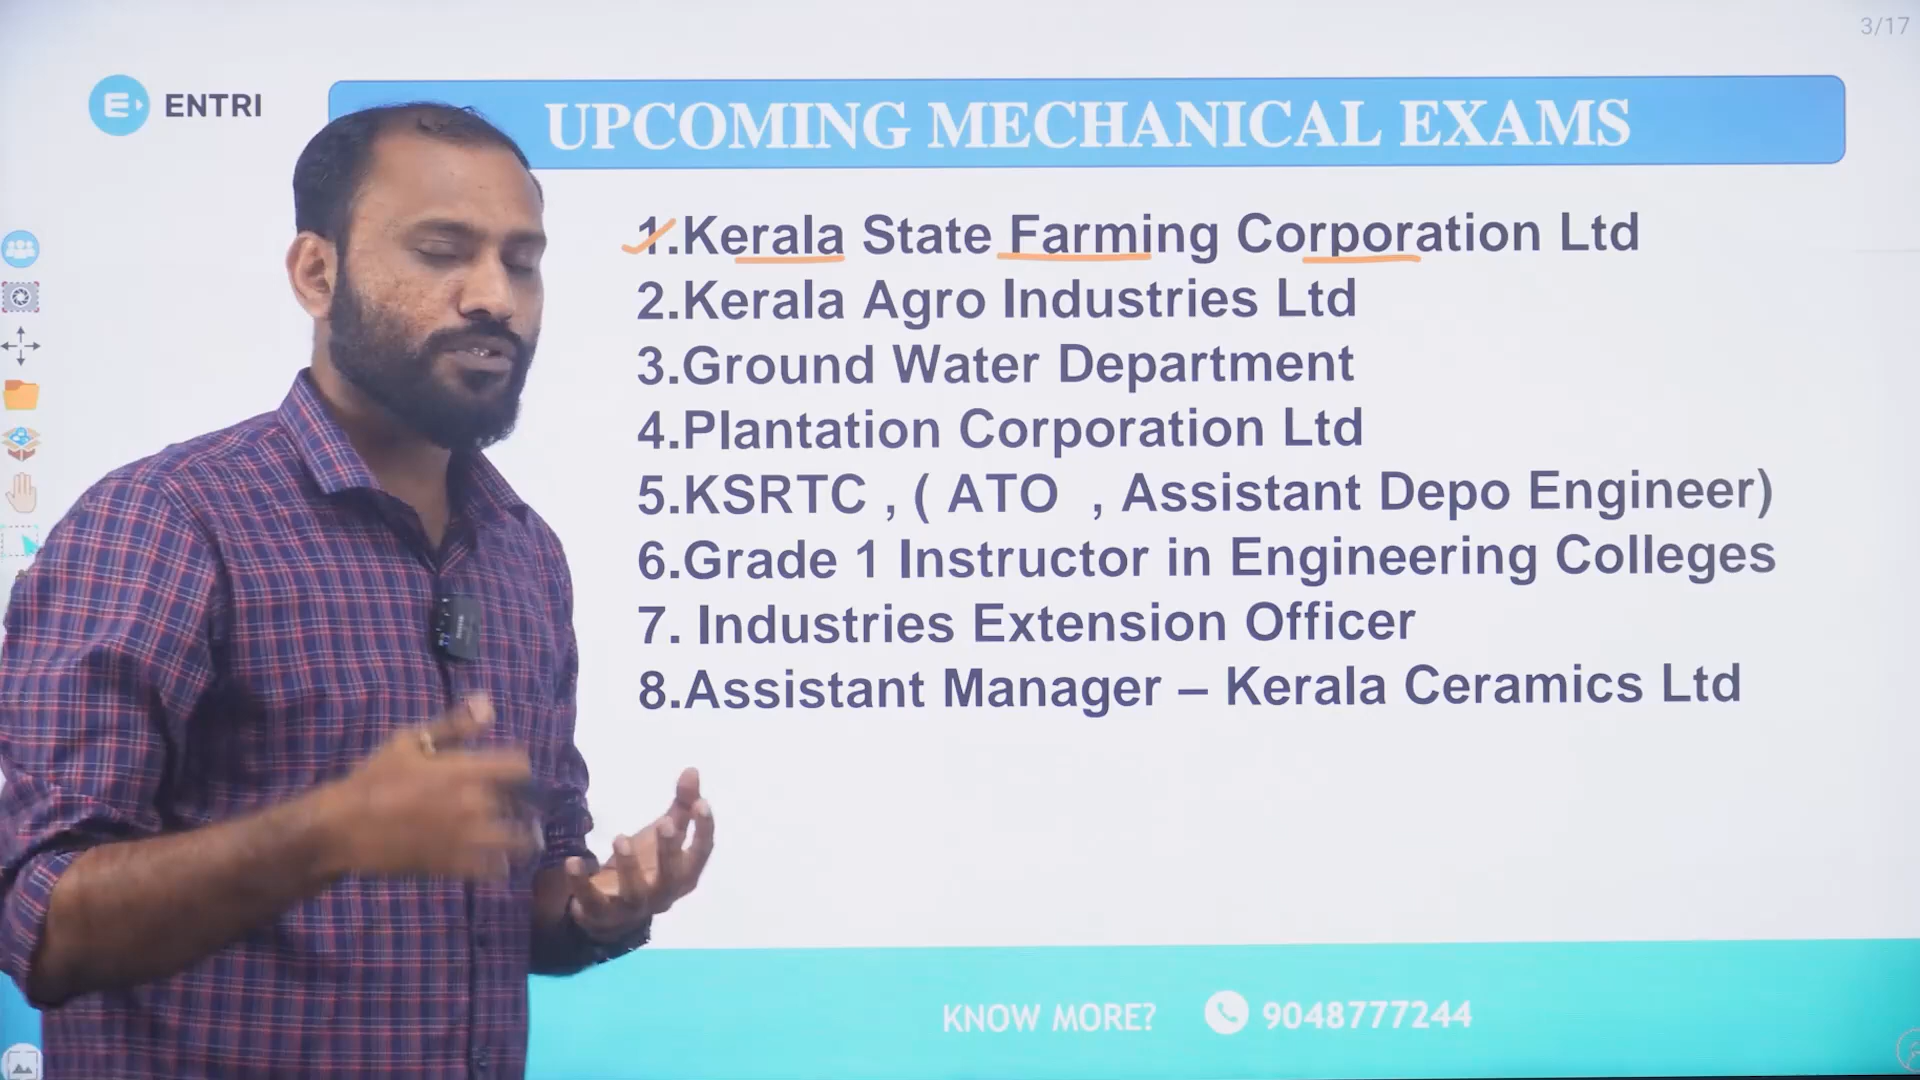 3/17
ENTRI
UPCOMING MECHANICAL EXAMS
1.Kerala State Farming Corporation Ltd
2.Kerala Agro Industries Ltd
3.Ground Water Department
4.Plantation Corporation Ltd
5.KSRTC , ( ATO , Assistant Depo Engineer)
6.Grade 1 Instructor in Engineering Colleges
7. Industries Extension Officer
8.Assistant Manager – Kerala Ceramics Ltd
KNOW MORE? 9048777244